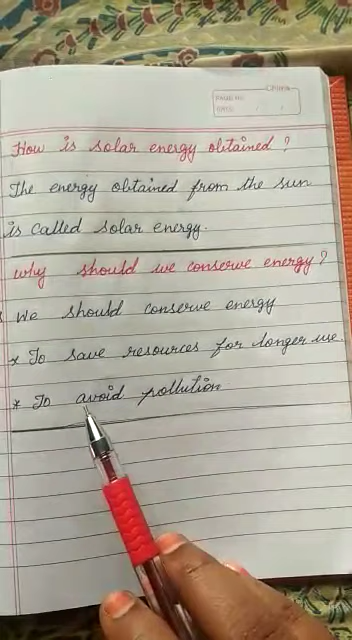 How is solar energy obtained?
The energy obtained from the sun
is called solar energy.
why should we conserve energy?
We should conserve energy
* To save resources for longer use.
* To avoid pollution